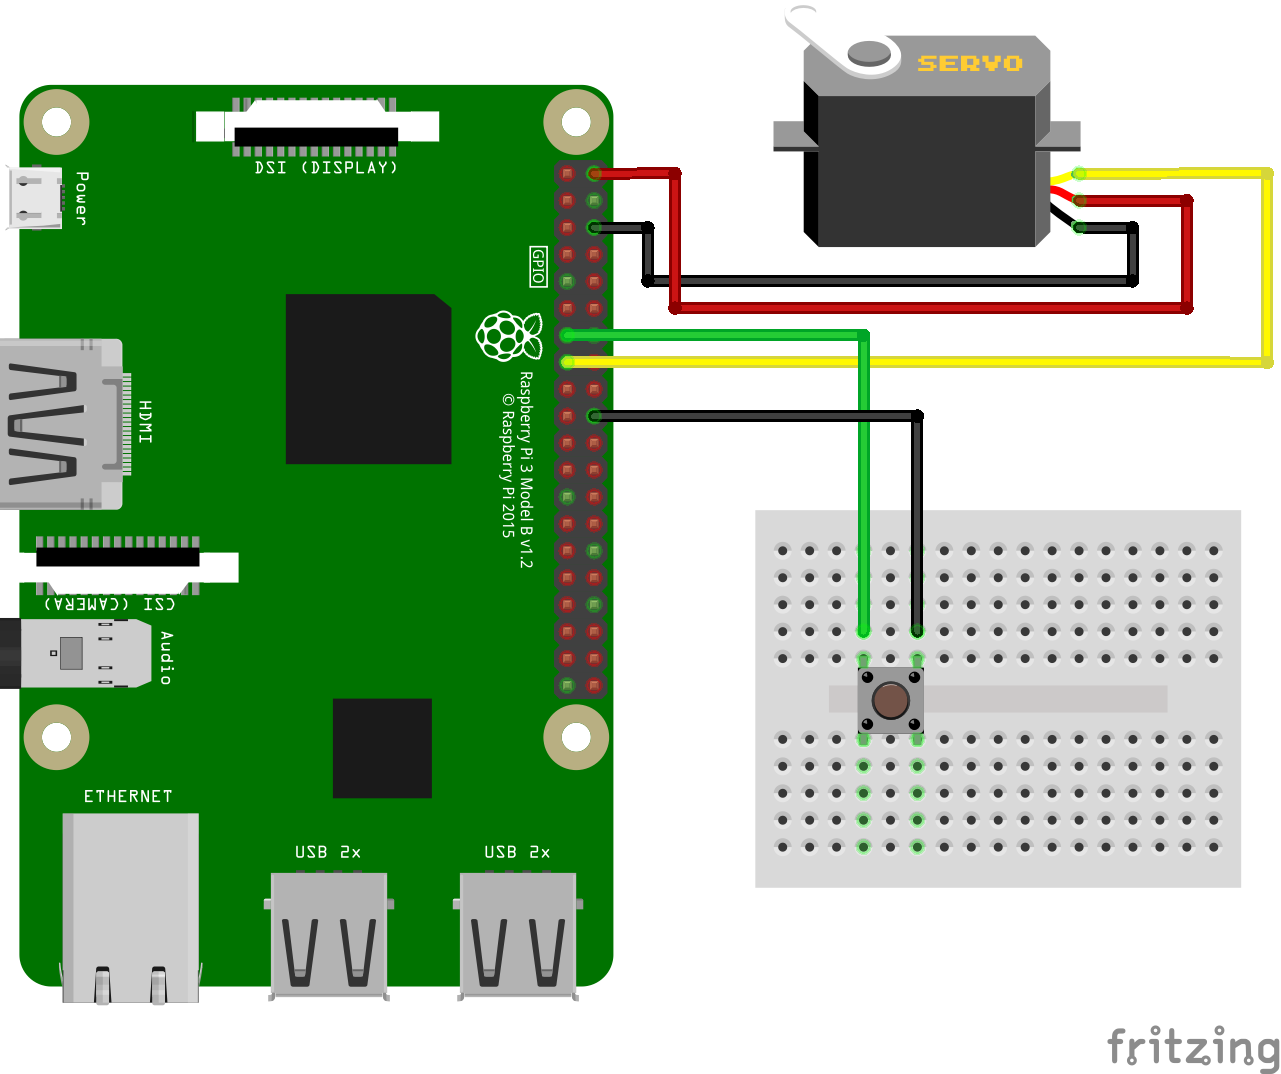 SERVO
DSI (DISPLAY)
Power
GPIO
HDMI
Raspberry Pi 3 Model B v1.2
© Raspberry Pi 2015
CSI (CAMERA)
Audio
ETHERNET
USB 2x
USB 2x
fritzing